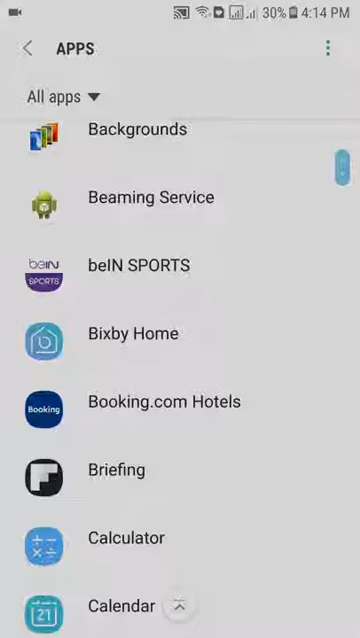 30% 4:14 PM
APPS
All apps
Backgrounds
Beaming Service
beIN SPORTS
beIN
SPORTS
Bixby Home
Booking.com Hotels
Booking
Briefing
Calculator
Calendar
21